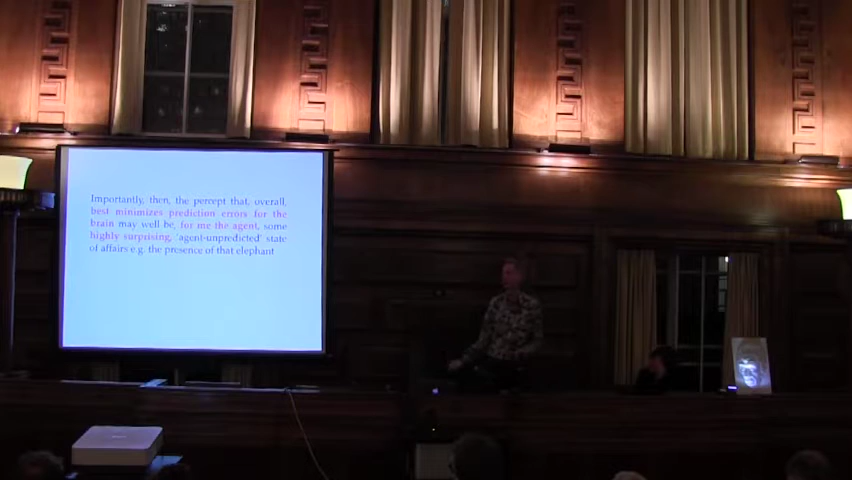 Importantly, then, the percept that, overall,
best minimizes prediction errors for the
brain may well be, for me the agent, some
highly surprising, 'agent-unpredicted' state
of affairs e.g. the presence of that elephant